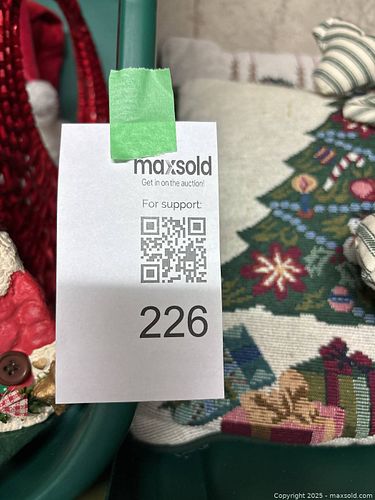 maxsold
Get in on the auction!
For support:
226
Copyright 2025 - maxsold.com